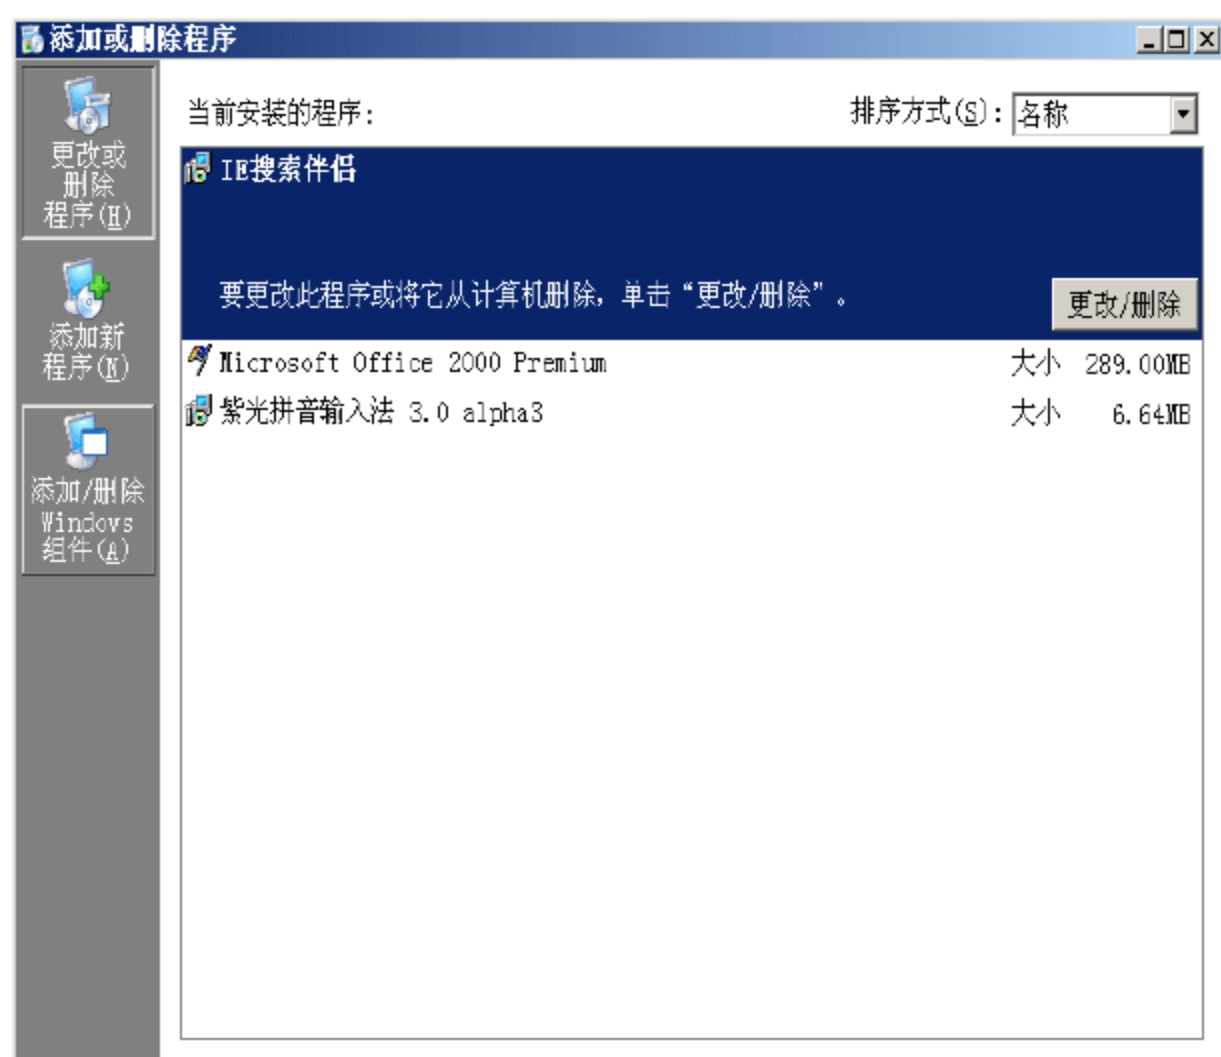 添加或删除程序
更改或
删除
程序(H)
添加新
程序(N)
添加/删除
Windows
组件(A)
当前安装的程序:
排序方式(S): 名称
IE搜索伴侣
要更改此程序或将它从计算机删除，单击“更改/删除”。
更改/删除
Microsoft Office 2000 Premium 大小 289.00MB
紫光拼音输入法 3.0 alpha3 大小 6.64MB